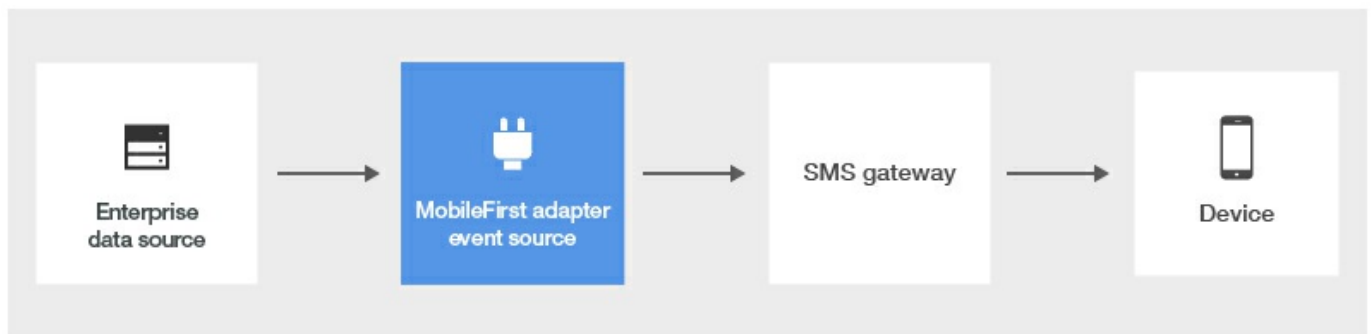 Enterprise
data source
MobileFirst adapter
event source
SMS gateway
Device